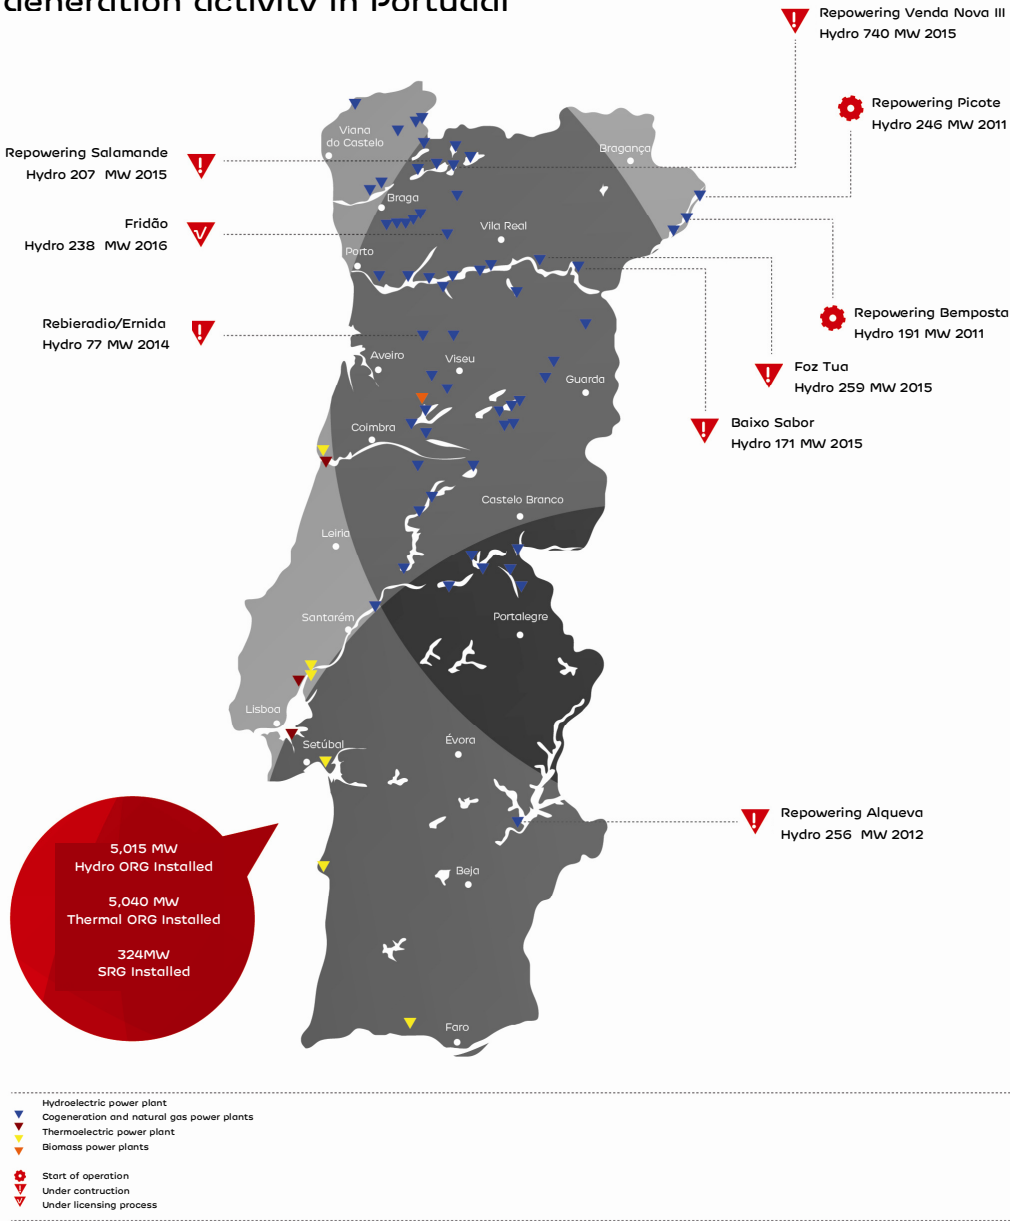 generation activity in Portugal
Repowering Venda Nova III
Hydro 740 MW 2015
Repowering Picote
Hydro 246 MW 2011
Viana
do Castelo
Bragança
Repowering Salamande
Hydro 207 MW 2015
Braga
Fridão
Hydro 238 MW 2016
Vila Real
Porto
Repowering Bemposta
Hydro 191 MW 2011
Rebieradio/Ernida
Hydro 77 MW 2014
Aveiro
Viseu
Guarda
Foz Tua
Hydro 259 MW 2015
Baixo Sabor
Hydro 171 MW 2015
Coimbra
Castelo Branco
Leiria
Santarém
Portalegre
Lisboa
Setúbal
Évora
Repowering Alqueva
Hydro 256 MW 2012
5,015 MW
Hydro ORG Installed
5,040 MW
Thermal ORG Installed
324MW
SRG Installed
Beja
Faro
Hydroelectric power plant
Cogeneration and natural gas power plants
Thermoelectric power plant
Biomass power plants
Start of operation
Under contruction
Under licensing process